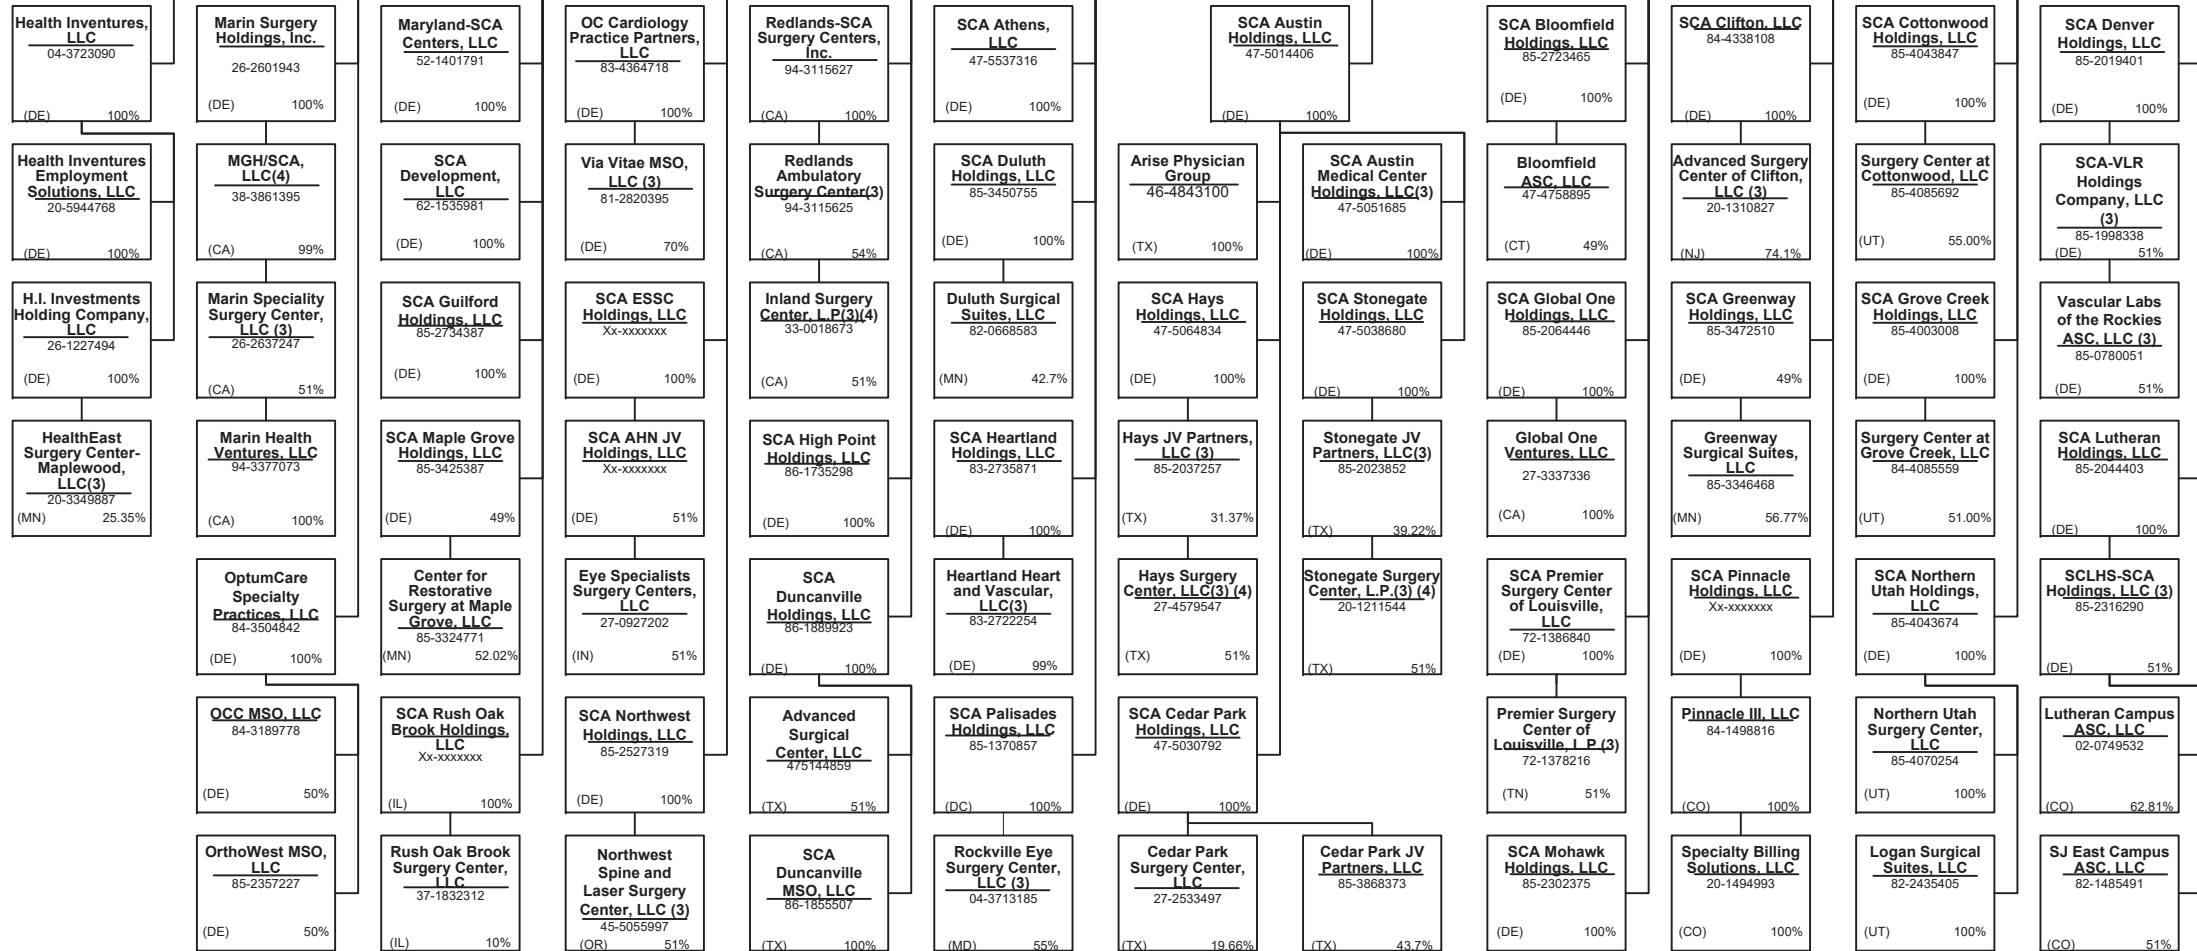 Health Inventures,
LLC
04-3723090
(DE) 100%
Marin Surgery
Holdings, Inc.
26-2601943
(DE) 100%
Maryland-SCA
Centers, LLC
52-1401791
(DE) 100%
OC Cardiology
Practice Partners,
LLC
83-4364718
(DE) 100%
Redlands-SCA
Surgery Centers,
Inc.
94-3115627
(CA) 100%
SCA Athens,
LLC
47-5537316
(DE) 100%
SCA Austin
Holdings, LLC
47-5014406
(DE) 100%
SCA Bloomfield
Holdings, LLC
85-2723465
(DE) 100%
SCA Clifton, LLC
84-4338108
(DE) 100%
SCA Cottonwood
Holdings, LLC
85-4043847
(DE) 100%
SCA Denver
Holdings, LLC
85-2019401
(DE) 100%
Health Inventures
Employment
Solutions, LLC
20-5944768
(DE) 100%
MGH/SCA,
LLC(4)
38-3861395
(CA) 99%
SCA
Development,
LLC
62-1535981
(DE) 100%
Via Vitae MSO,
LLC (3)
81-2820395
(DE) 70%
Redlands
Ambulatory
Surgery Center(3)
94-3115625
(CA) 54%
SCA Duluth
Holdings, LLC
85-3450755
(DE) 100%
Arise Physician
Group
46-4843100
(TX) 100%
SCA Austin
Medical Center
Holdings, LLC(3)
47-5051685
(DE) 100%
Bloomfield
ASC, LLC
47-4758895
(CT) 49%
Advanced Surgery
Center of Clifton,
LLC (3)
20-1310827
(NJ) 74.1%
Surgery Center at
Cottonwood, LLC
85-4085692
(UT) 55.00%
SCA-VLR
Holdings
Company, LLC
(3)
85-1998338
(DE) 51%
H.I. Investments
Holding Company,
LLC
26-1227494
(DE) 100%
Marin Speciality
Surgery Center,
LLC (3)
26-2637247
(CA) 51%
SCA Guilford
Holdings, LLC
85-2734387
(DE) 100%
SCA ESSC
Holdings, LLC
Xx-xxxxxxx
(DE) 100%
Inland Surgery
Center, L.P(3)(4)
33-0018673
(CA) 51%
Duluth Surgical
Suites, LLC
82-0668583
(MN) 42.7%
SCA Hays
Holdings, LLC
47-5064834
(DE) 100%
SCA Stonegate
Holdings, LLC
47-5038680
(DE) 100%
SCA Global One
Holdings, LLC
85-2064446
(DE) 100%
SCA Greenway
Holdings, LLC
85-3472510
(DE) 49%
SCA Grove Creek
Holdings, LLC
85-4003008
(DE) 100%
Vascular Labs
of the Rockies
ASC, LLC (3)
85-0780051
(DE) 51%
HealthEast
Surgery Center-
Maplewood,
LLC(3)
20-3349887
(MN) 25.35%
Marin Health
Ventures, LLC
94-3377073
(CA) 100%
SCA Maple Grove
Holdings, LLC
85-3425387
(DE) 49%
SCA AHN JV
Holdings, LLC
Xx-xxxxxxx
(DE) 51%
SCA High Point
Holdings, LLC
86-1735298
(DE) 100%
SCA Heartland
Holdings, LLC
83-2735871
(DE) 100%
Hays JV Partners,
LLC (3)
85-2037257
(TX) 31.37%
Stonegate JV
Partners, LLC(3)
85-2023852
(TX) 39.22%
Global One
Ventures, LLC
27-3337336
(CA) 100%
Greenway
Surgical Suites,
LLC
85-3346468
(MN) 56.77%
Surgery Center at
Grove Creek, LLC
84-4085559
(UT) 51.00%
SCA Lutheran
Holdings, LLC
85-2044403
(DE) 100%
OptumCare
Specialty
Practices, LLC
84-3504842
(DE) 100%
Center for
Restorative
Surgery at Maple
Grove, LLC
85-3324771
(MN) 52.02%
Eye Specialists
Surgery Centers,
LLC
27-0927202
(IN) 51%
SCA
Duncanville
Holdings, LLC
86-1889923
(DE) 100%
Heartland Heart
and Vascular,
LLC(3)
83-2722254
(DE) 99%
Hays Surgery
Center, LLC(3) (4)
27-4579547
(TX) 51%
Stonegate Surgery
Center, L.P.(3) (4)
20-1211544
(TX) 51%
SCA Premier
Surgery Center
of Louisville,
LLC
72-1386840
(DE) 100%
SCA Pinnacle
Holdings, LLC
Xx-xxxxxxx
(DE) 100%
SCA Northern
Utah Holdings,
LLC
85-4043674
(DE) 100%
SCLHS-SCA
Holdings, LLC (3)
85-2316290
(DE) 51%
OCC MSO, LLC
84-3189778
(DE) 50%
SCA Rush Oak
Brook Holdings,
LLC
Xx-xxxxxxx
(IL) 100%
SCA Northwest
Holdings, LLC
85-2527319
(DE) 100%
Advanced
Surgical
Center, LLC
475144859
(TX) 51%
SCA Palisades
Holdings, LLC
85-1370857
(DC) 100%
SCA Cedar Park
Holdings, LLC
47-5030792
(DE) 100%
Premier Surgery
Center of
Louisville, L.P (3)
72-1378216
(TN) 51%
Pinnacle III, LLC
84-1498816
(CO) 100%
Northern Utah
Surgery Center,
LLC
85-4070254
(UT) 100%
Lutheran Campus
ASC, LLC
02-0749532
(CO) 62.81%
OrthoWest MSO,
LLC
85-2357227
(DE) 50%
Rush Oak Brook
Surgery Center,
LLC
37-1832312
(IL) 10%
Northwest
Spine and
Laser Surgery
Center, LLC (3)
45-5055997
(OR) 51%
SCA
Duncanville
MSO, LLC
86-1855507
(TX) 100%
Rockville Eye
Surgery Center,
LLC (3)
04-3713185
(MD) 55%
Cedar Park
Surgery Center,
LLC
27-2533497
(TX) 19.66%
Cedar Park JV
Partners, LLC
85-3868373
(TX) 43.7%
SCA Mohawk
Holdings, LLC
85-2302375
(DE) 100%
Specialty Billing
Solutions, LLC
20-1494993
(CO) 100%
Logan Surgical
Suites, LLC
82-2435405
(UT) 100%
SJ East Campus
ASC, LLC
82-1485491
(CO) 51%